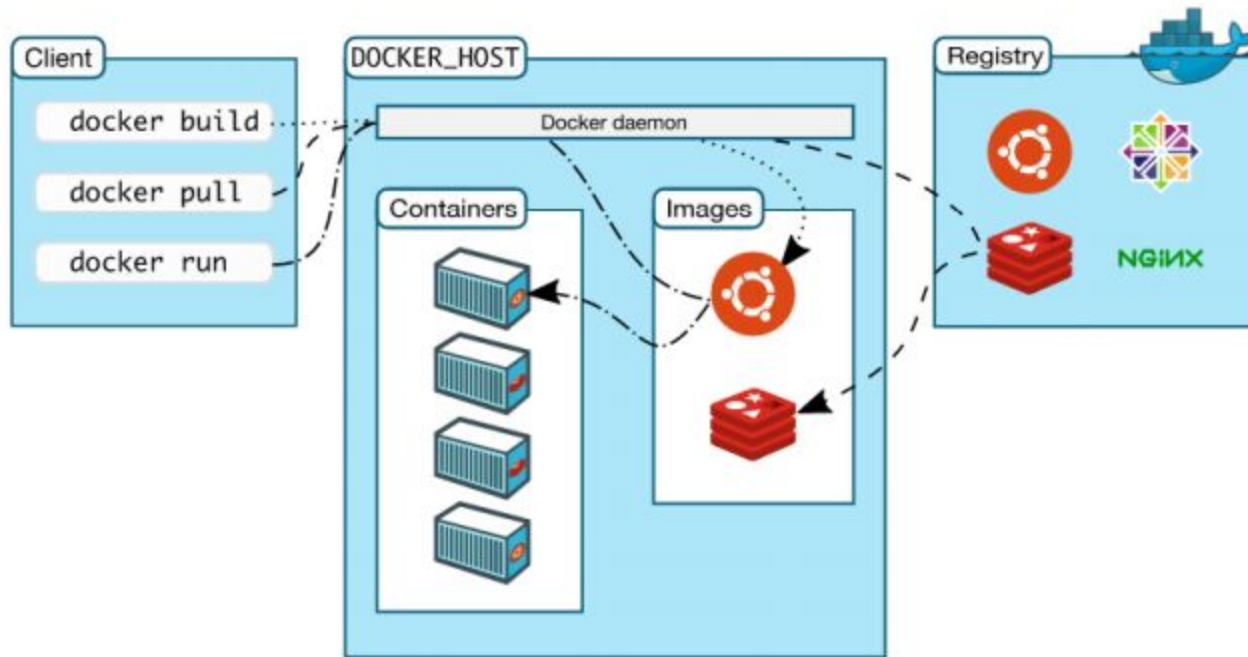 Client
docker build
docker pull
docker run
DOCKER_HOST
Docker daemon
Containers
Images
Registry
NGINX